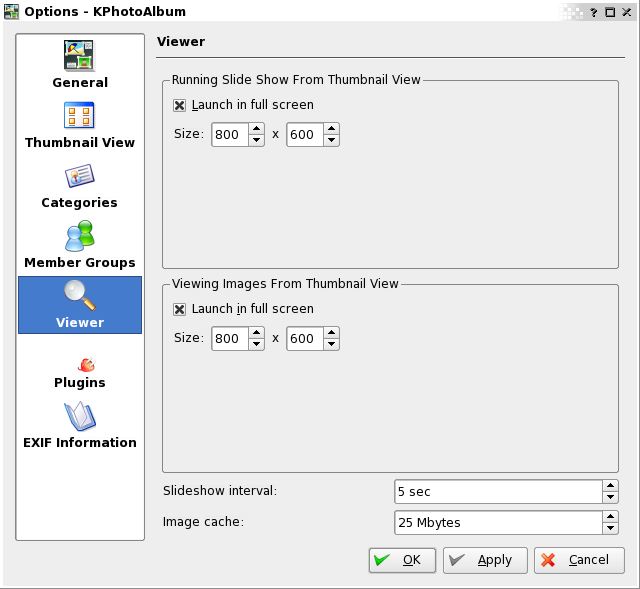 Options - KPhotoAlbum
General
Thumbnail View
Categories
Member Groups
Viewer
Plugins
EXIF Information
Viewer
Running Slide Show From Thumbnail View
Launch in full screen
Size: 800 x 600
Viewing Images From Thumbnail View
Launch in full screen
Size: 800 x 600
Slideshow interval: 5 sec
Image cache: 25 Mbytes
OK Apply Cancel